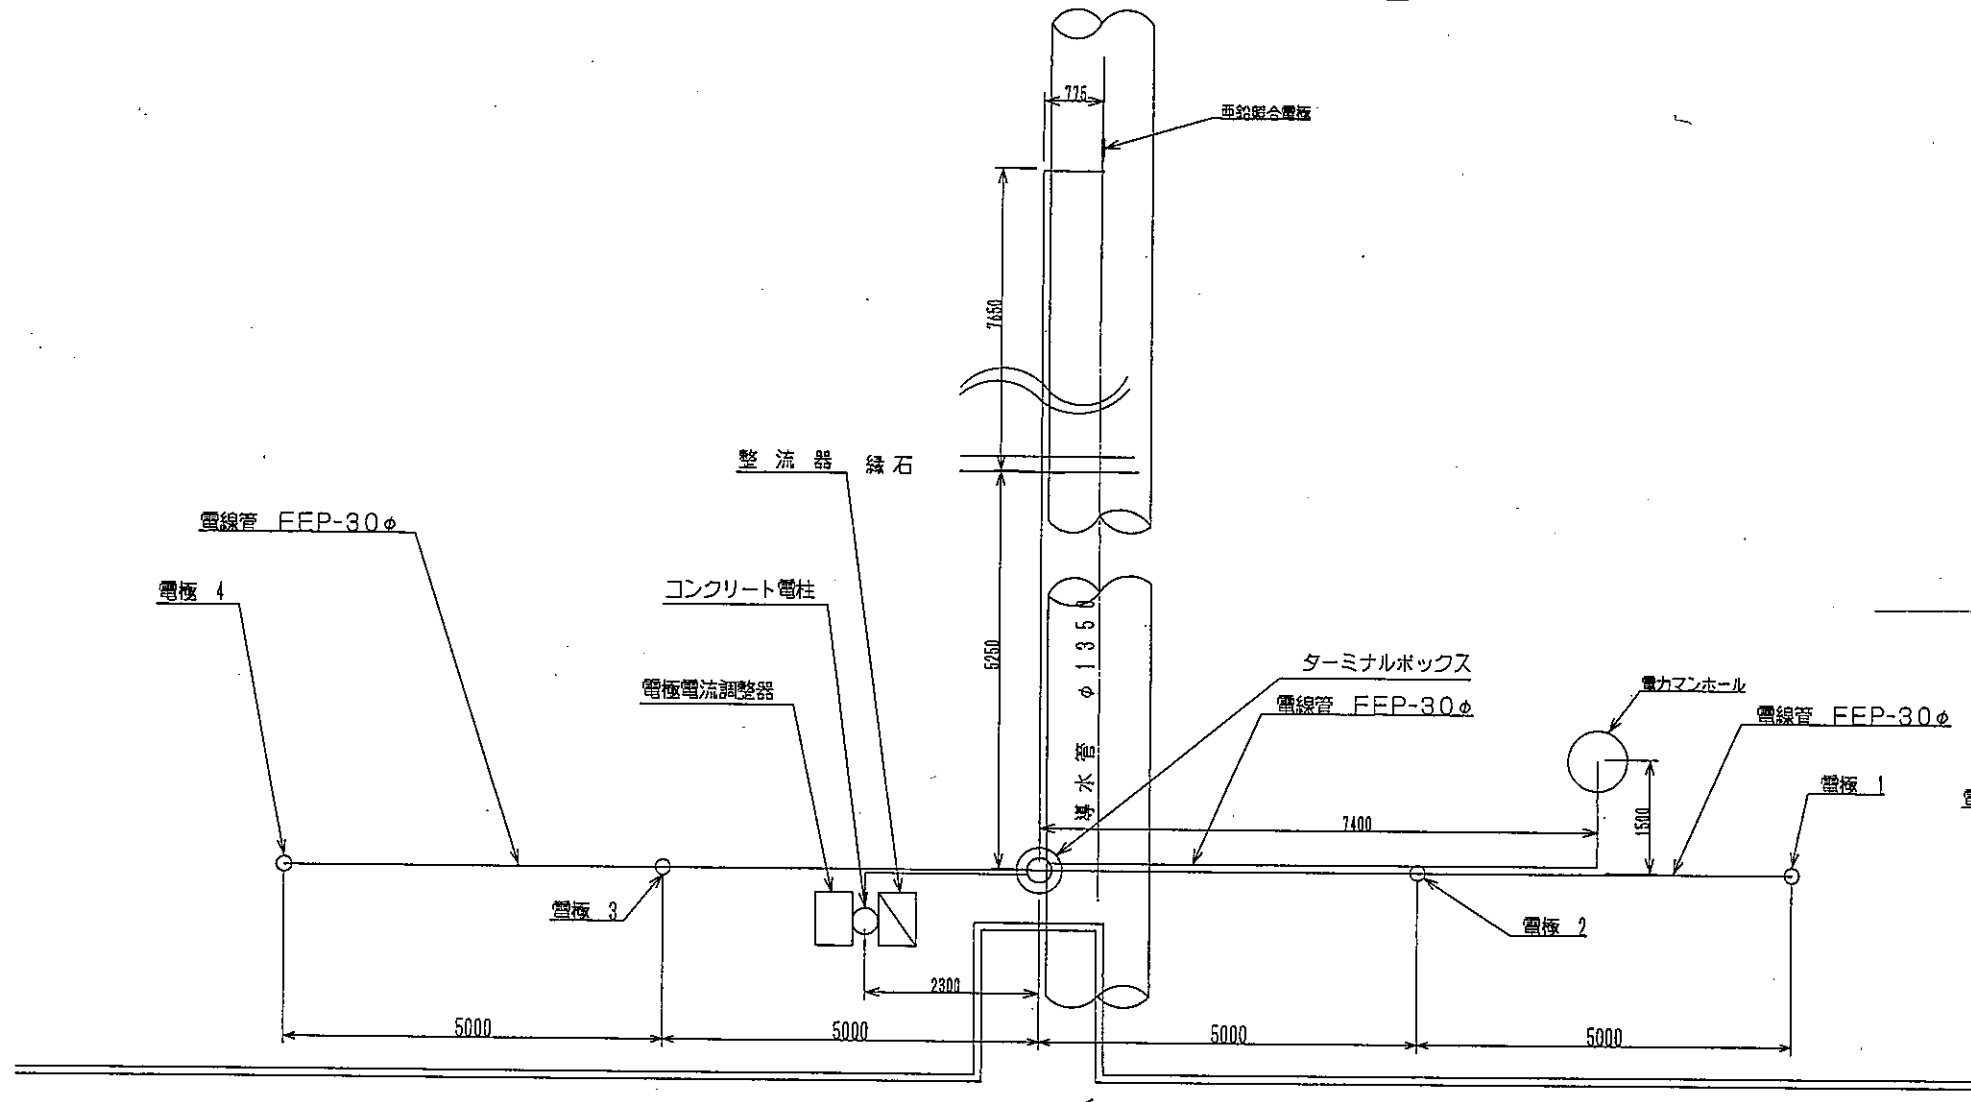 775
亜鉛照合電極
7650
整流器 縁石
電線管 FEP-30φ
コンクリート電柱
電極 4
5250
導水管 φ1350
ターミナルボックス
電極電流調整器
電線管 FEP-30φ
電力マンホール
電線管 FEP-30φ
電極 1
1500
7400
電極 3
電極 2
2300
5000
5000
5000
5000